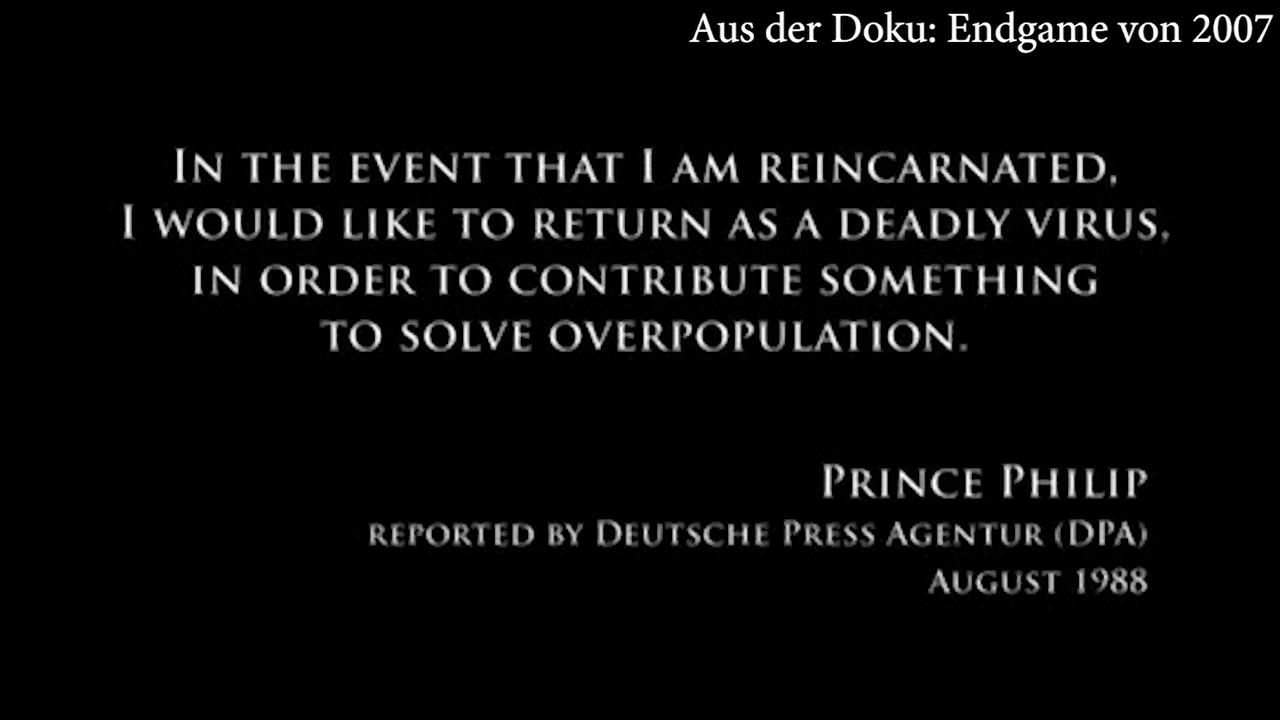 Aus der Doku: Endgame von 2007
In the event that I am reincarnated,
I would like to return as a deadly virus,
in order to contribute something
to solve overpopulation.
Prince Philip
reported by Deutsche Press Agentur (DPA)
August 1988